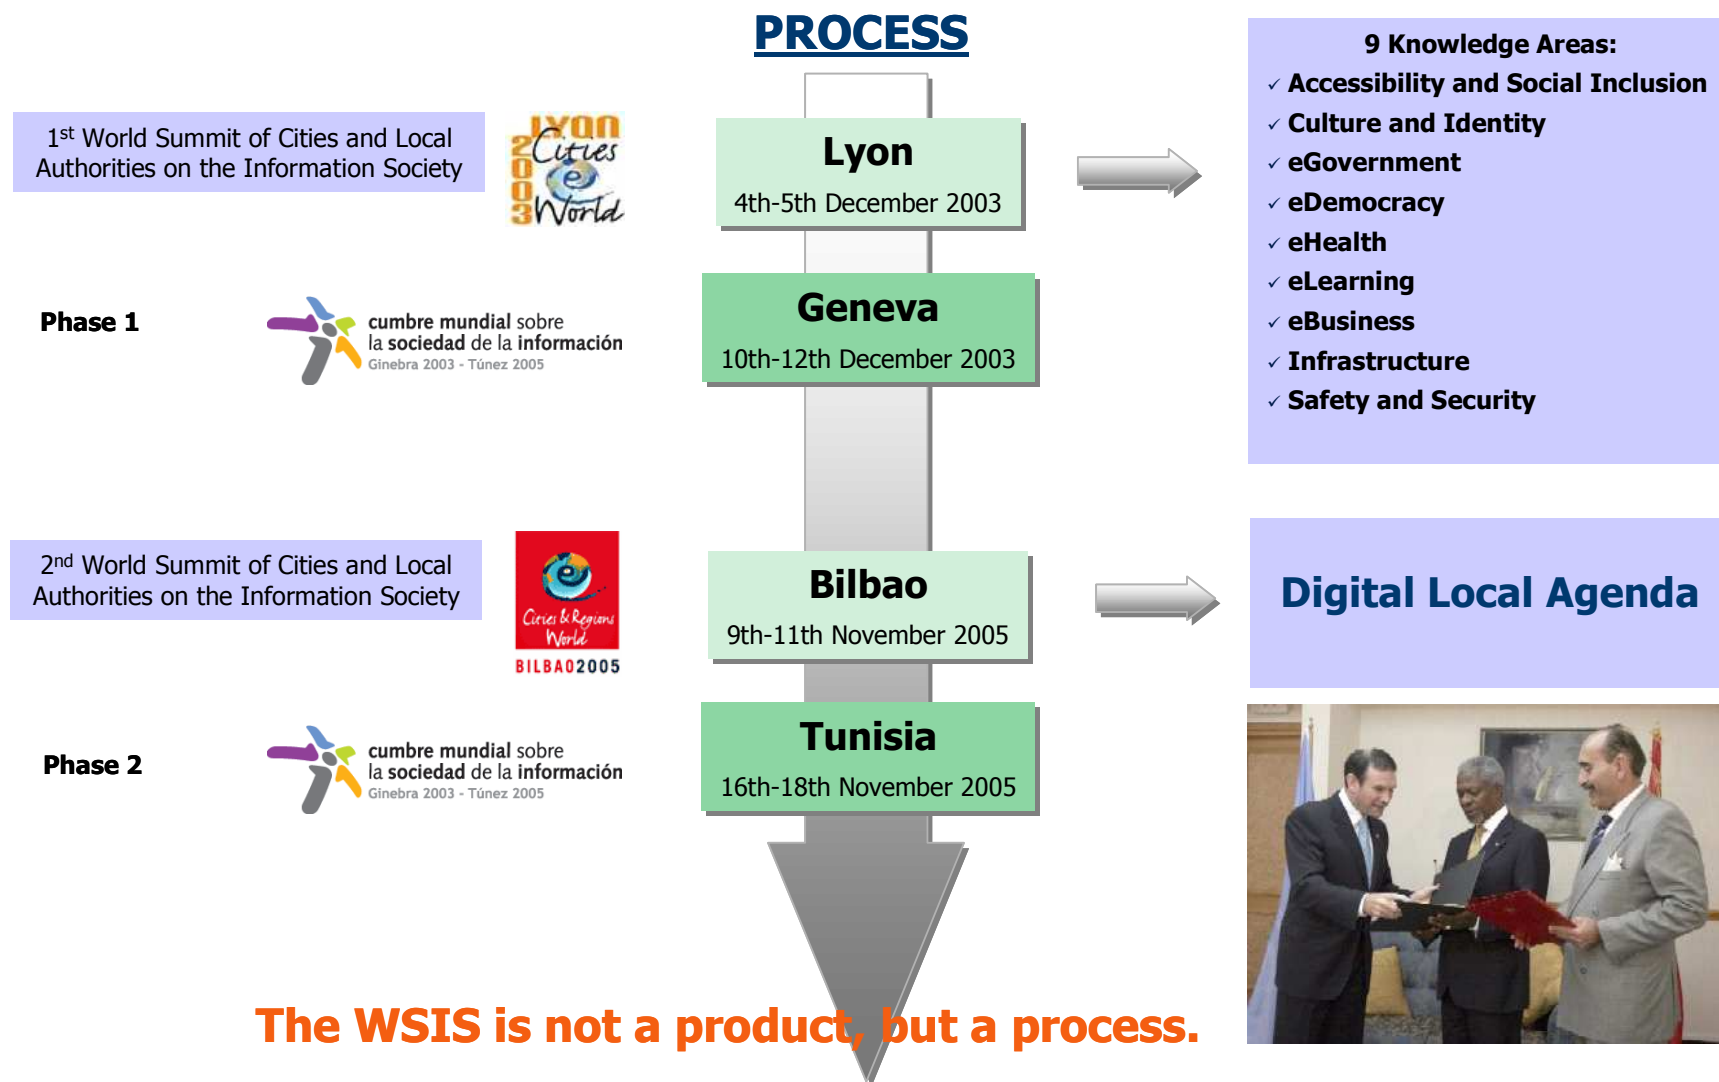 PROCESS
1st World Summit of Cities and Local
Authorities on the Information Society
LYON
2003
Cities
e
World
Lyon
4th-5th December 2003
9 Knowledge Areas:
✓ Accessibility and Social Inclusion
✓ Culture and Identity
✓ eGovernment
✓ eDemocracy
✓ eHealth
✓ eLearning
✓ eBusiness
✓ Infrastructure
✓ Safety and Security
Phase 1
cumbre mundial sobre
la sociedad de la información
Ginebra 2003 - Túnez 2005
Geneva
10th-12th December 2003
2nd World Summit of Cities and Local
Authorities on the Information Society
e
Cities & Regions
World
BILBAO2005
Bilbao
9th-11th November 2005
Digital Local Agenda
Phase 2
cumbre mundial sobre
la sociedad de la información
Ginebra 2003 - Túnez 2005
Tunisia
16th-18th November 2005
The WSIS is not a product, but a process.